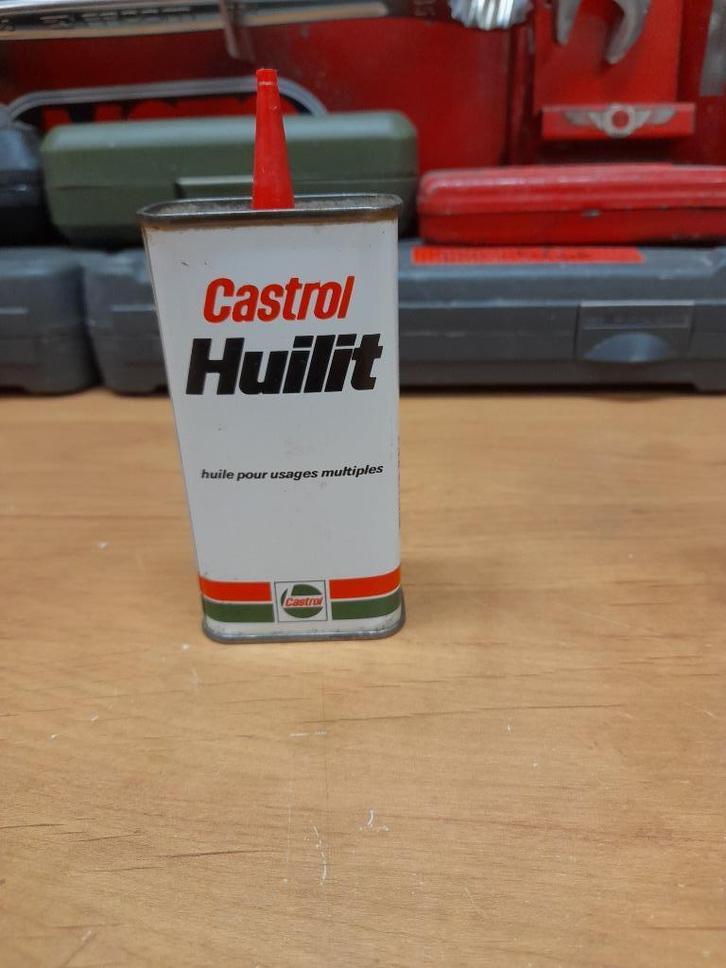 Castrol
Huilit
huile pour usages multiples
Castrol